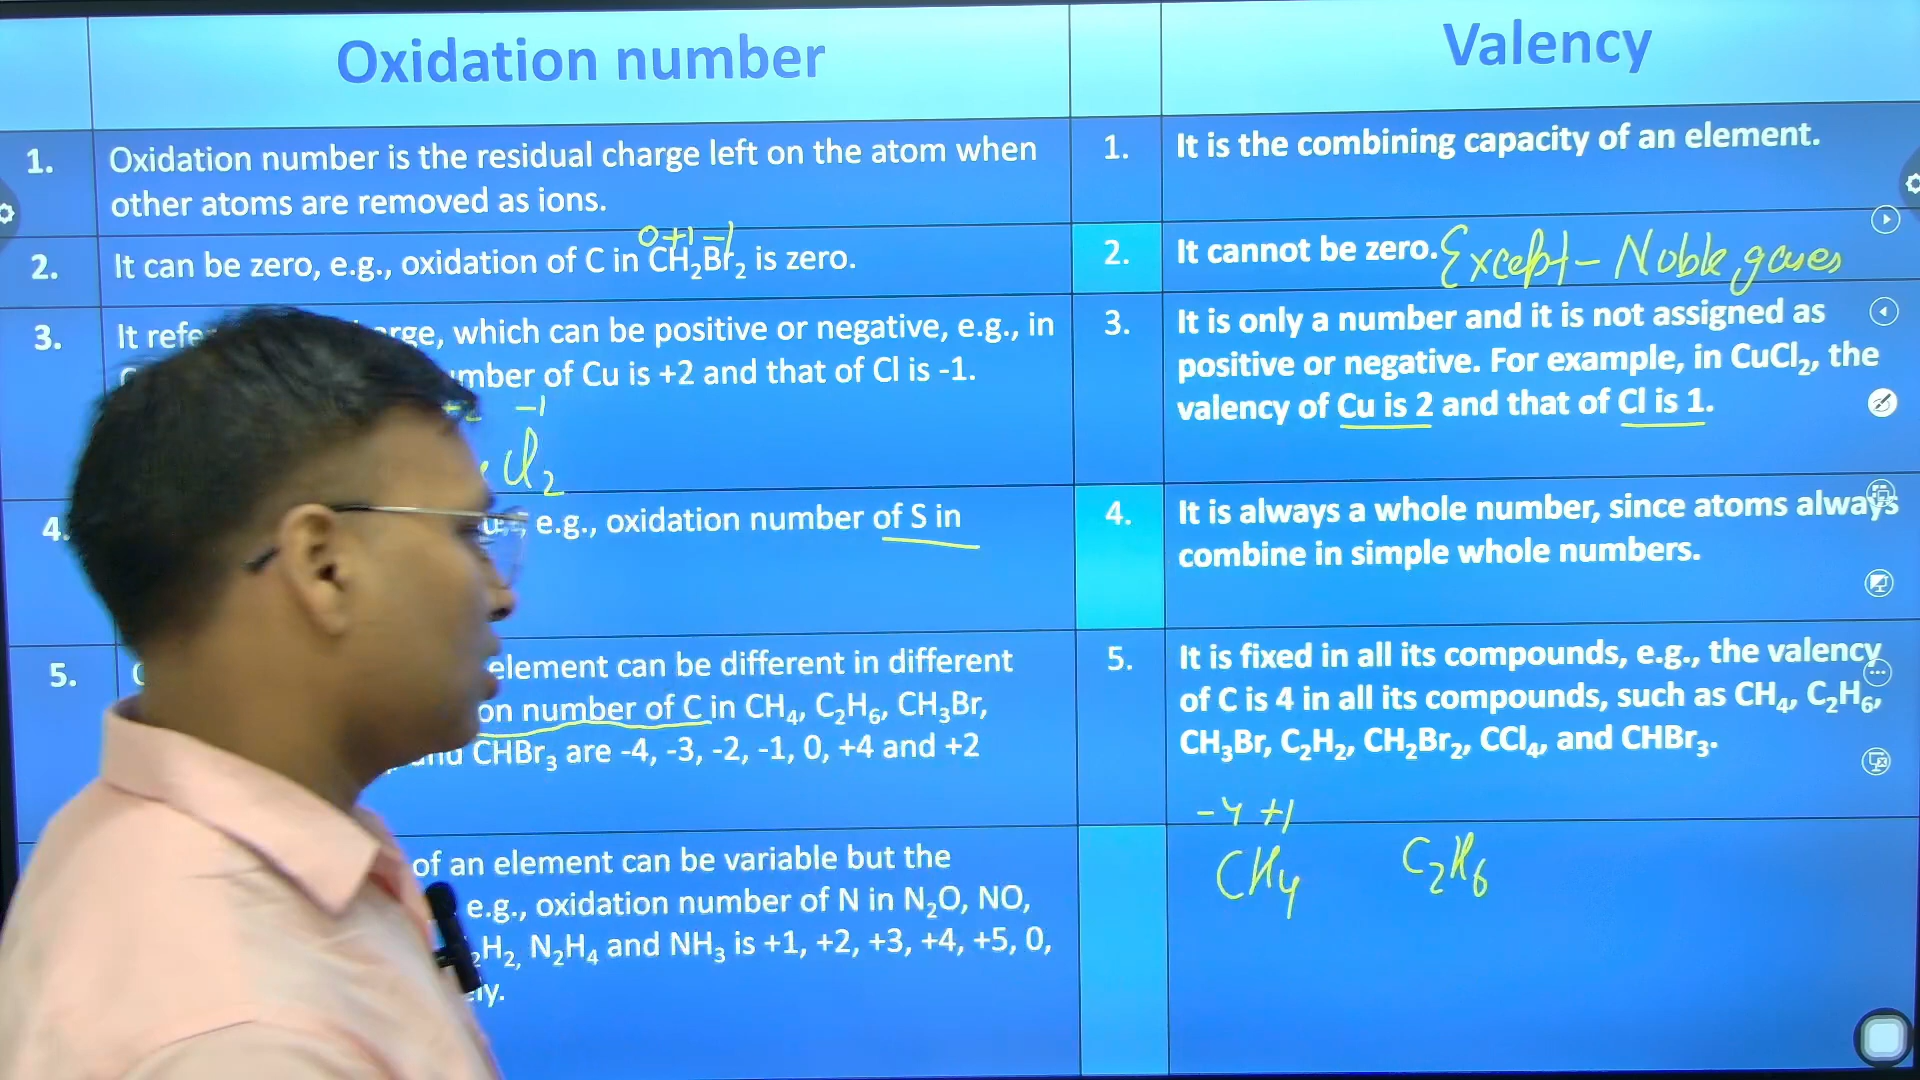 Oxidation number
Valency
1.
Oxidation number is the residual charge left on the atom when
other atoms are removed as ions.
1.
It is the combining capacity of an element.
0 +1 -1
2.
It can be zero, e.g., oxidation of C in CH₂Br₂ is zero.
2.
It cannot be zero. Except - Noble gases
3.
It refe
rge, which can be positive or negative, e.g., in
mber of Cu is +2 and that of Cl is -1.
+2 -1
Cl₂
3.
It is only a number and it is not assigned as
positive or negative. For example, in CuCl₂, the
valency of Cu is 2 and that of Cl is 1.
4.
e.g., oxidation number of S in
4.
It is always a whole number, since atoms always
combine in simple whole numbers.
5.
element can be different in different
on number of C in CH₄, C₂H₆, CH₃Br,
and CHBr₃ are -4, -3, -2, -1, 0, +4 and +2
5.
It is fixed in all its compounds, e.g., the valency
of C is 4 in all its compounds, such as CH₄, C₂H₆,
CH₃Br, C₂H₂, CH₂Br₂, CCl₄, and CHBr₃.
-4 +1
CH₄ C₂H₆
of an element can be variable but the
e.g., oxidation number of N in N₂O, NO,
₂H₂, N₂H₄ and NH₃ is +1, +2, +3, +4, +5, 0,
ly.